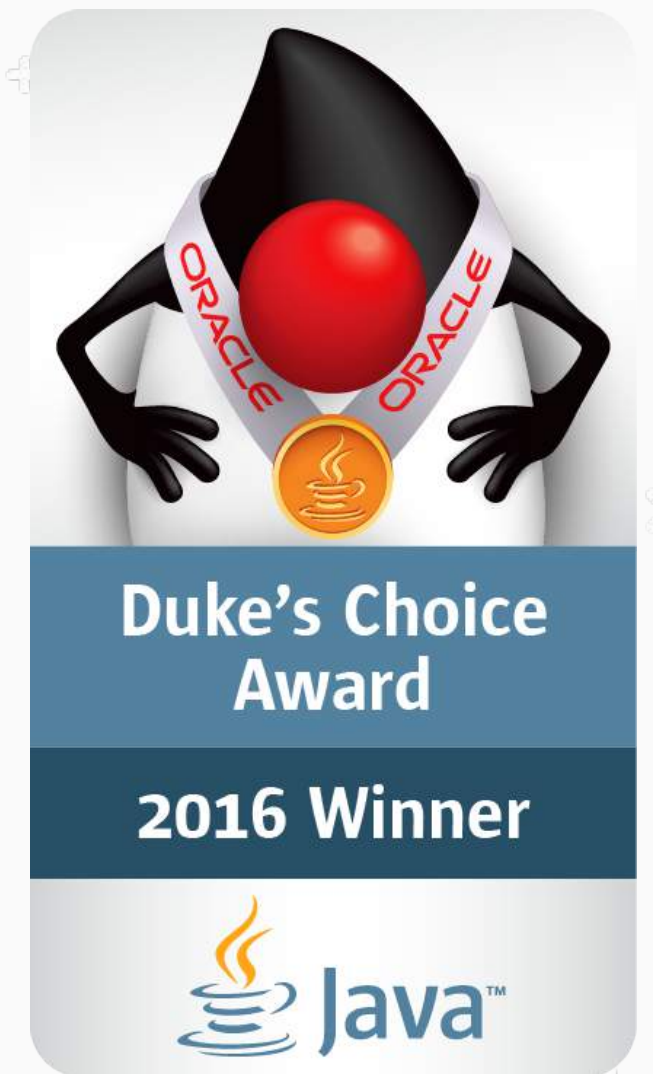 ORACLE
ORACLE
Duke's Choice
Award
2016 Winner
Java™